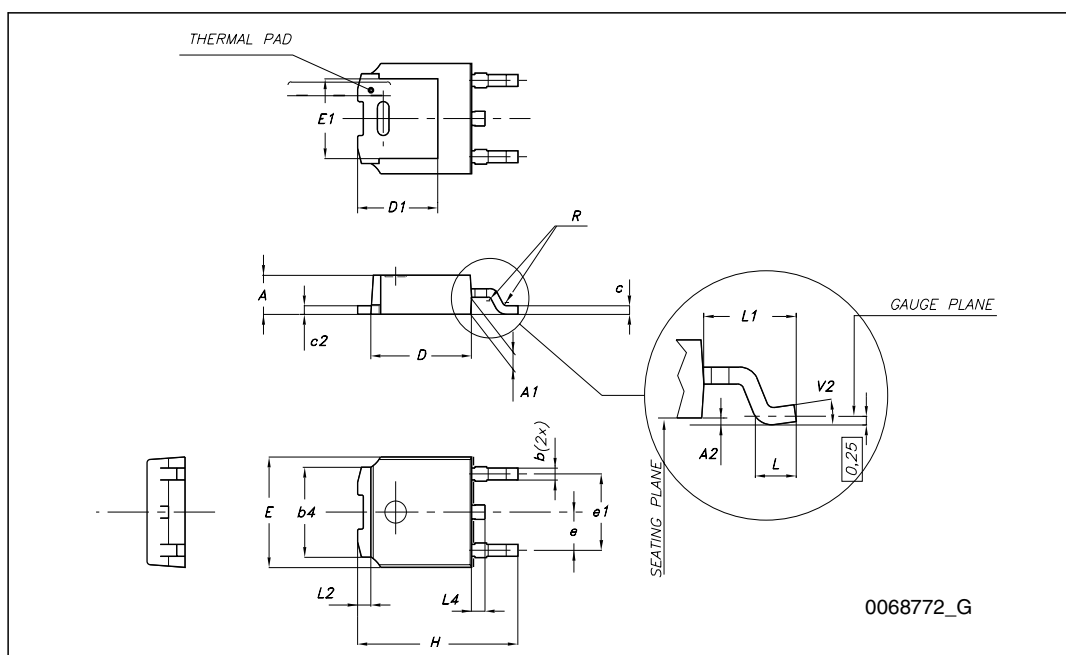 THERMAL PAD
E1
D1
R
A
c2
D
A1
c
GAUGE PLANE
L1
V2
A2
L
0,25
SEATING PLANE
b(2x)
E
b4
e
e1
L2
L4
H
0068772_G